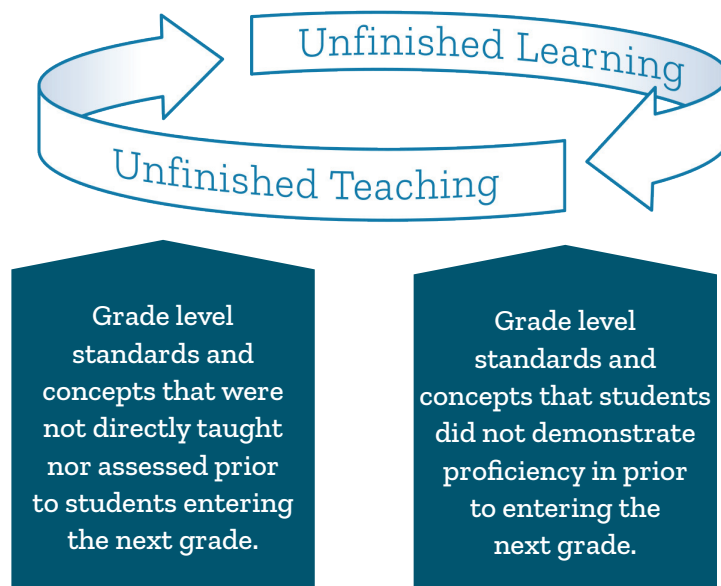 Unfinished Learning
Unfinished Teaching
Grade level
standards and
concepts that were
not directly taught
nor assessed prior
to students entering
the next grade.
Grade level
standards and
concepts that students
did not demonstrate
proficiency in prior
to entering the
next grade.